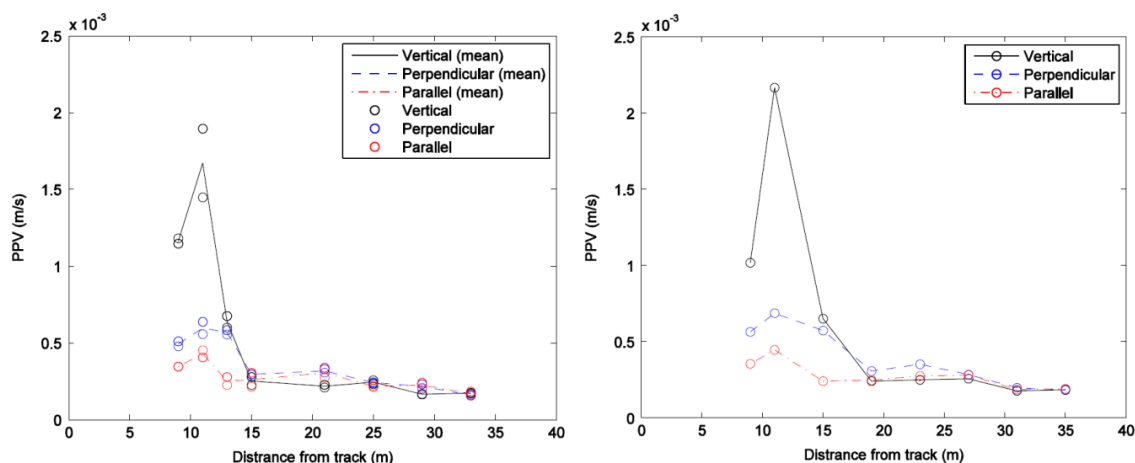 x 10⁻³
2.5
2
1.5
1
0.5
0
PPV (m/s)
Vertical (mean)
Perpendicular (mean)
Parallel (mean)
Vertical
Perpendicular
Parallel
0 5 10 15 20 25 30 35 40
Distrance from track (m)
x 10⁻³
2.5
2
1.5
1
0.5
0
PPV (m/s)
Vertical
Perpendicular
Parallel
0 5 10 15 20 25 30 35 40
Distance from track (m)